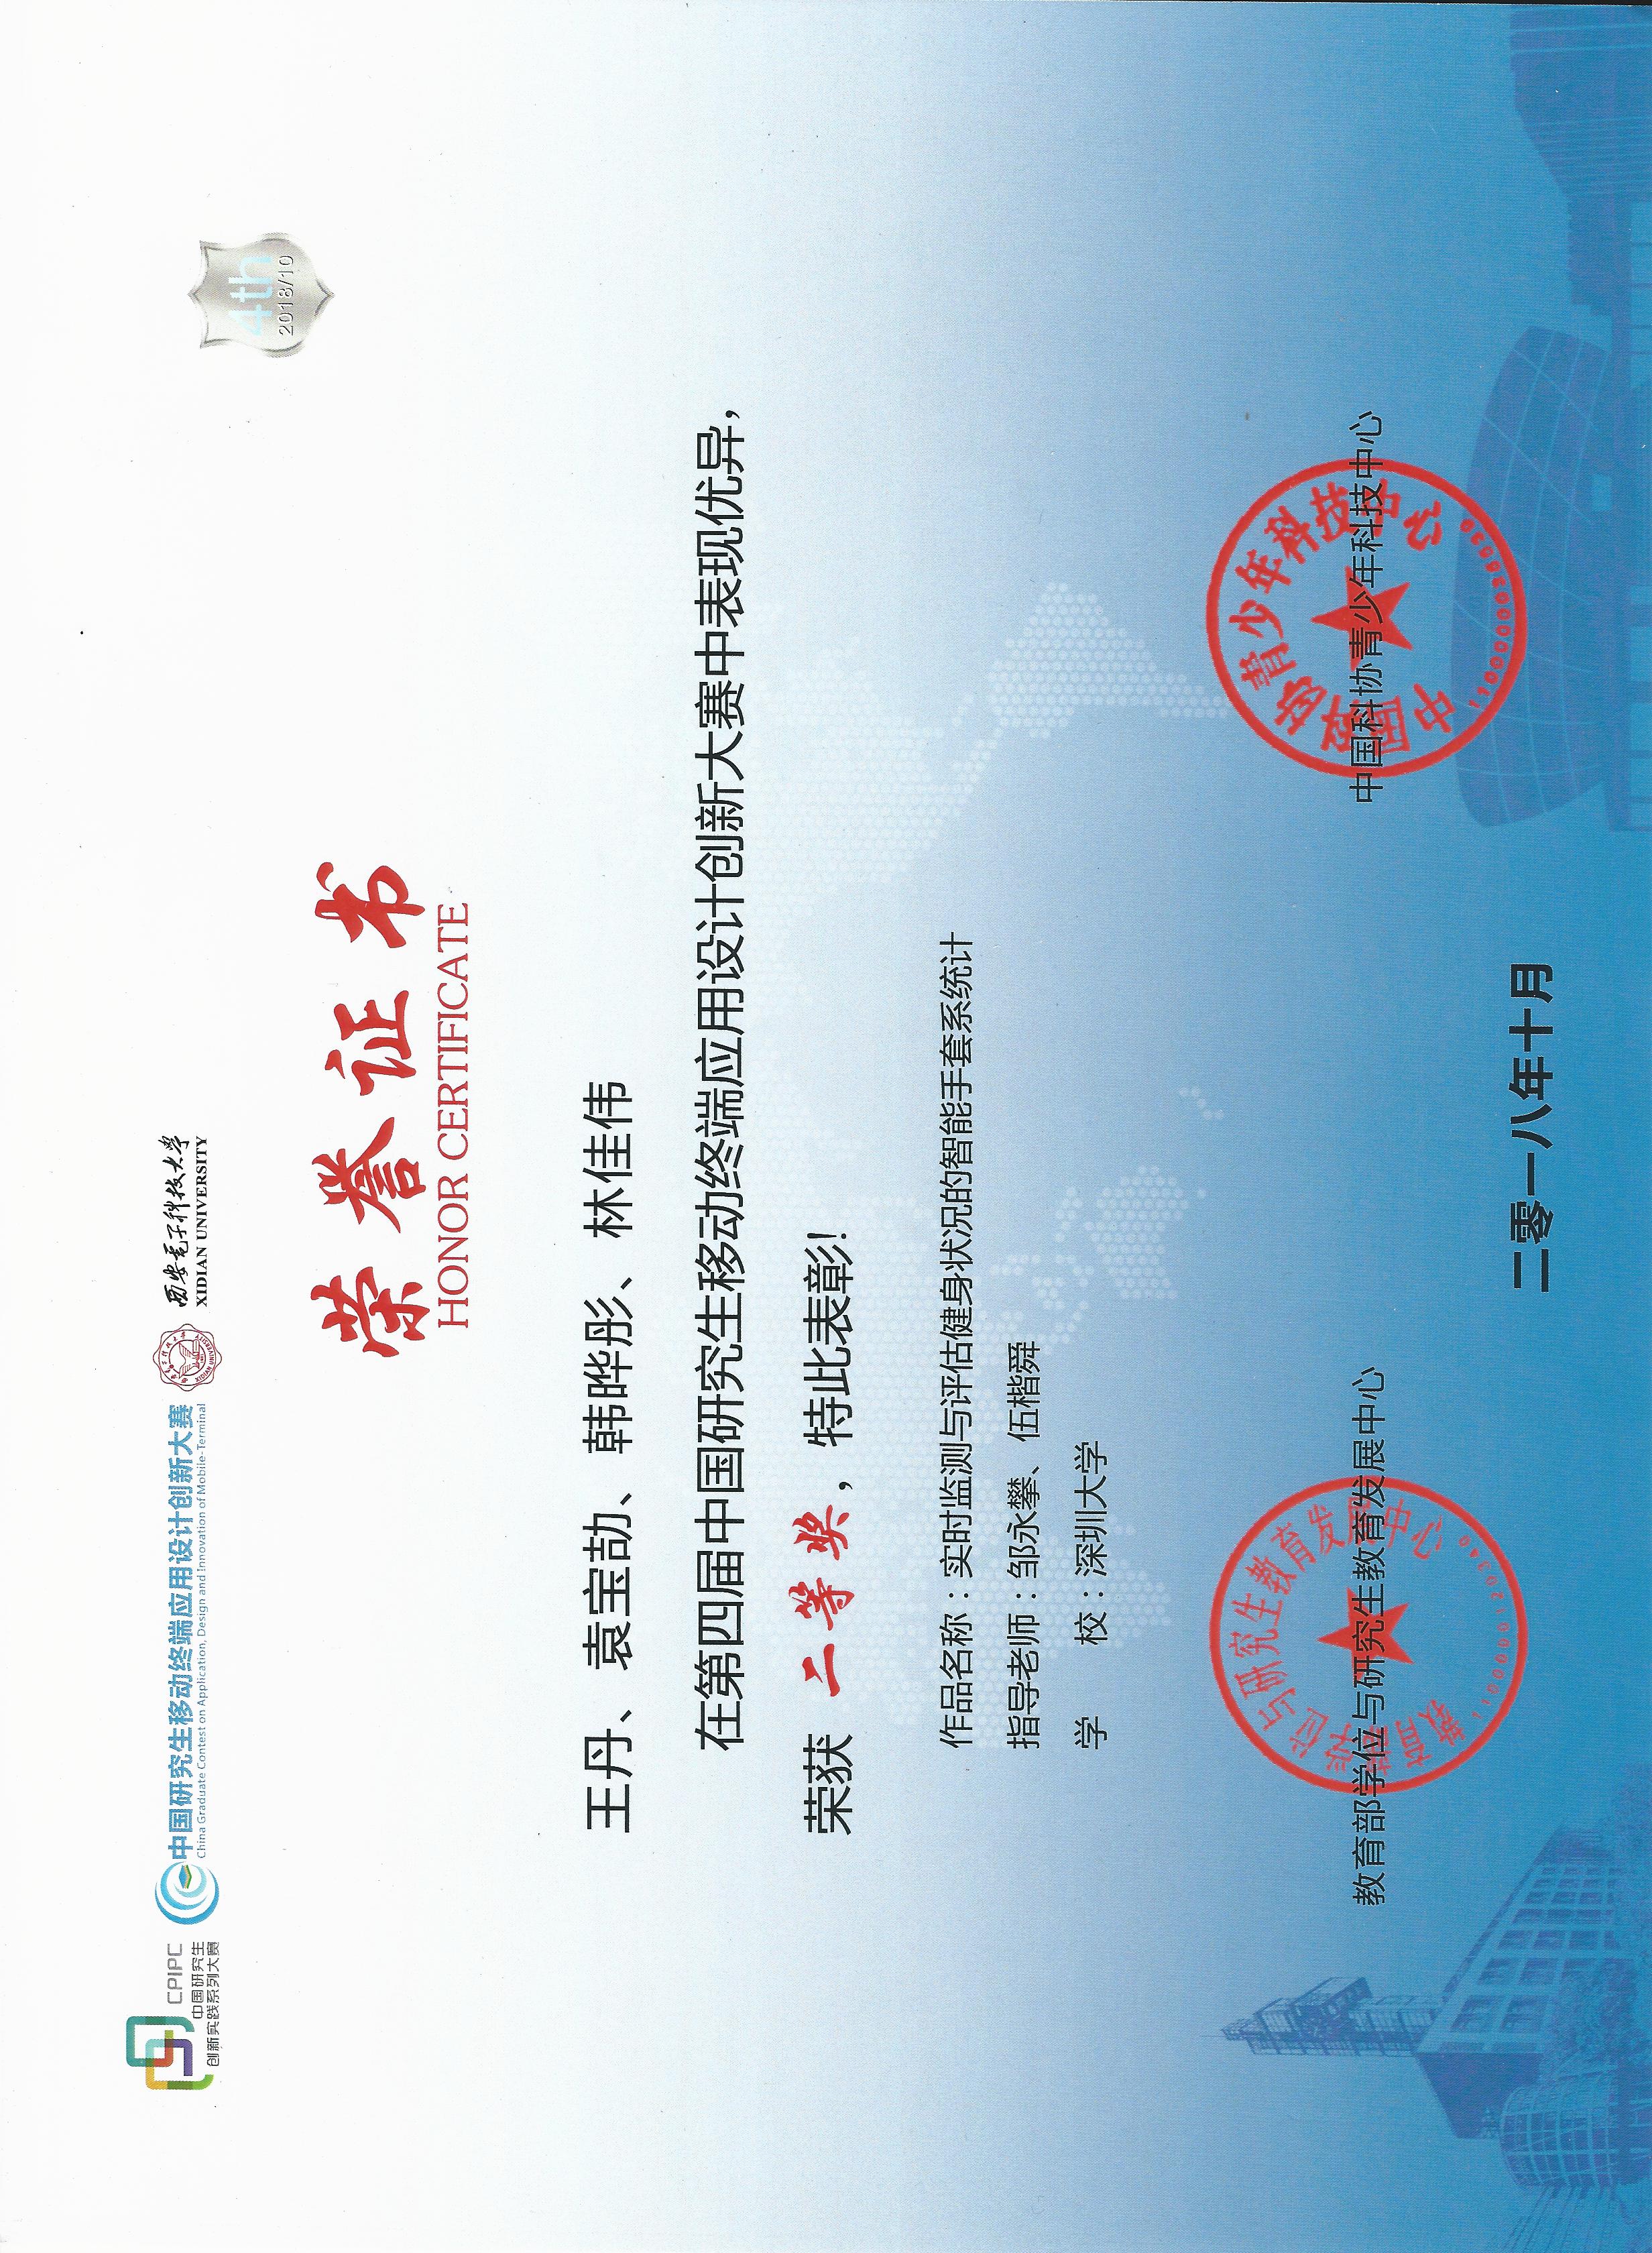 CPIPC
中国研究生
创新实践系列大赛
中国研究生移动终端应用设计创新大赛
China Graduate Contest on Application, Design and Innovation of Mobile-Terminal
西安电子科技大学
XIDIAN UNIVERSITY
4th
2018/10
荣誉证书
HONOR CERTIFICATE
王丹、袁宝劼、韩晔彤、林佳伟
在第四届中国研究生移动终端应用设计创新大赛中表现优异，
荣获 二等奖，特此表彰！
作品名称：实时监测与评估健身状况的智能手套系统计
指导老师：邹永攀、伍楷舜
学 校：深圳大学
教育部学位与研究生教育发展中心
1100000120340
教育部学位与研究生教育发展中心
中国科协青少年科技中心
中国科协青少年科技中心
二零一八年十月